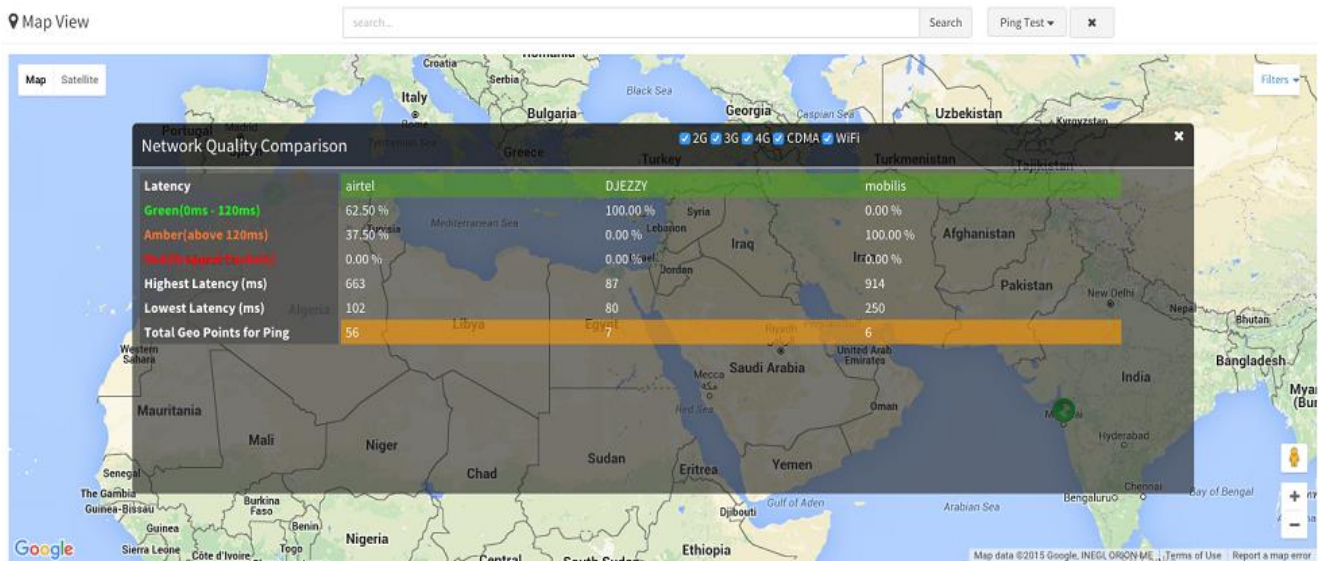 Map View
search...
Search
Ping Test
Map Satellite
Filters
Croatia
Serbia
Black Sea
Italy
Bulgaria
Georgia
Caspian Sea
Uzbekistan
Kyrgyzstan
Portugal
Madrid
Network Quality Comparison
2G 3G 4G CDMA WiFi
Greece
Turkey
Turkmenistan
Tajikistan
Latency airtel DJEZZY mobilis
Green(0ms - 120ms) 62.50 % 100.00 % 0.00 %
Syria
Mediterranean Sea
Tunisia
Lebanon
Amber(above 120ms) 37.50 % 0.00 % 100.00 %
Afghanistan
Iraq
0.00 % 0.00 % 0.00 %
Jordan
Highest Latency (ms) 663 87 914
Pakistan
New Delhi
Lowest Latency (ms) 102 80 250
Algeria
Nepal
Bhutan
Total Geo Points for Ping 56 7 6
Libya
Egypt
Riyadh
Western
Sahara
United Arab
Emirates
Bangladesh
Mecca
مكة
Saudi Arabia
India
Mauritania
Red Sea
Oman
Hyderabad
Mali
Niger
Chad
Sudan
Eritrea
Yemen
Senegal
The Gambia
Guinea-Bissau
Burkina
Faso
Gulf of Aden
Arabian Sea
Bengaluru
Chennai
Bay of Bengal
Djibouti
Guinea
Benin
Nigeria
Sierra Leone
Côte d'Ivoire
Togo
Central
South Sudan
Ethiopia
Google
Map data ©2015 Google, INEGI, ORION-ME Terms of Use Report a map error